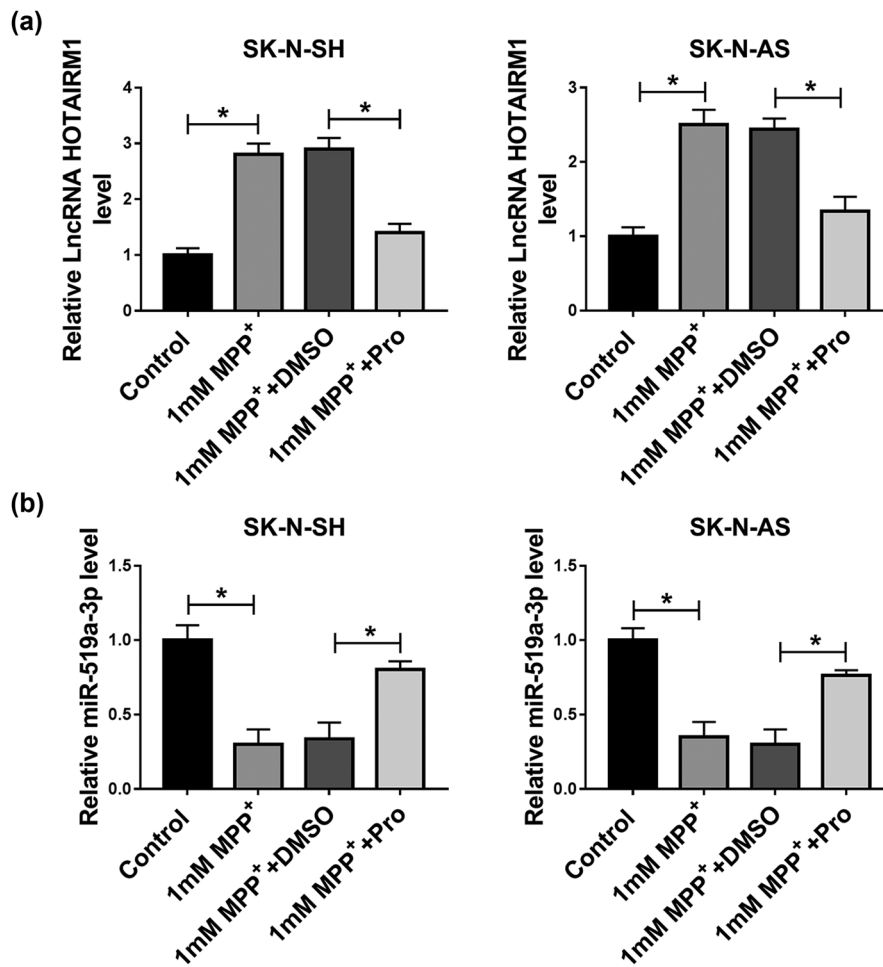 (a)
SK-N-SH
Relative LncRNA HOTAIRM1
level
4
3
2
1
0
*
*
Control
1mM MPP⁺
1mM MPP⁺+DMSO
1mM MPP⁺+Pro
SK-N-AS
Relative LncRNA HOTAIRM1
level
3
2
1
0
*
*
Control
1mM MPP⁺
1mM MPP⁺+DMSO
1mM MPP⁺+Pro
(b)
SK-N-SH
Relative miR-519a-3p level
1.5
1.0
0.5
0.0
*
*
Control
1mM MPP⁺
1mM MPP⁺+DMSO
1mM MPP⁺+Pro
SK-N-AS
Relative miR-519a-3p level
1.5
1.0
0.5
0.0
*
*
Control
1mM MPP⁺
1mM MPP⁺+DMSO
1mM MPP⁺+Pro